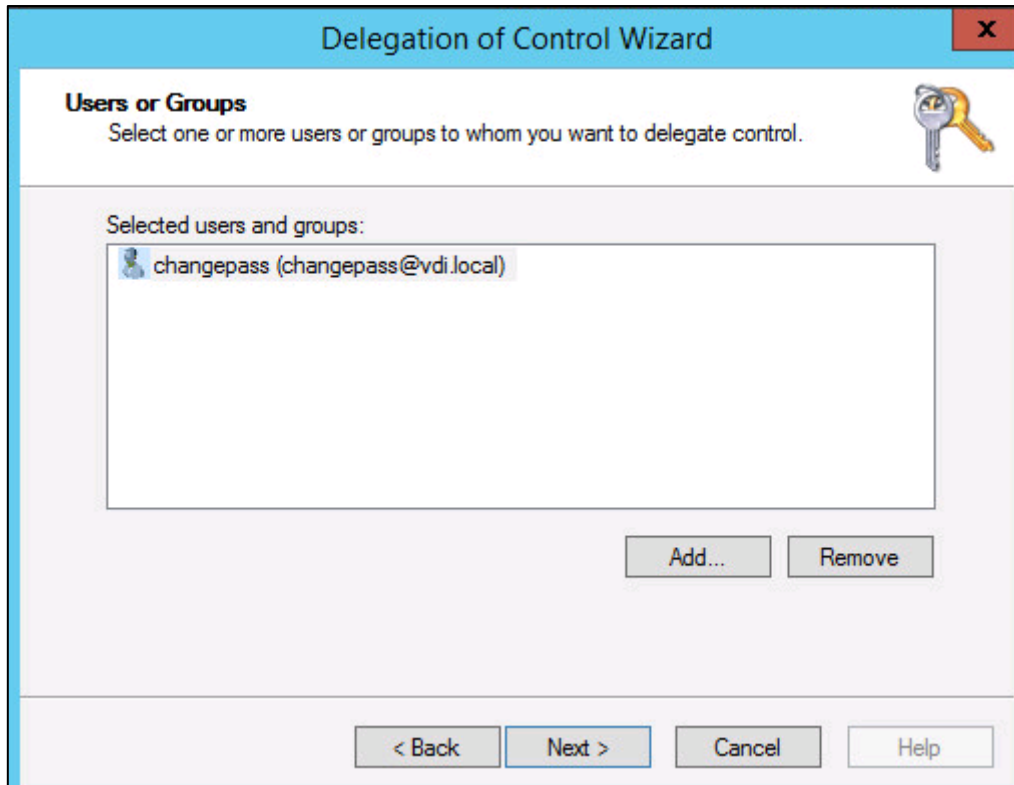 Delegation of Control Wizard
x
Users or Groups
Select one or more users or groups to whom you want to delegate control.
Selected users and groups:
changepass (changepass@vdi.local)
Add...
Remove
< Back
Next >
Cancel
Help